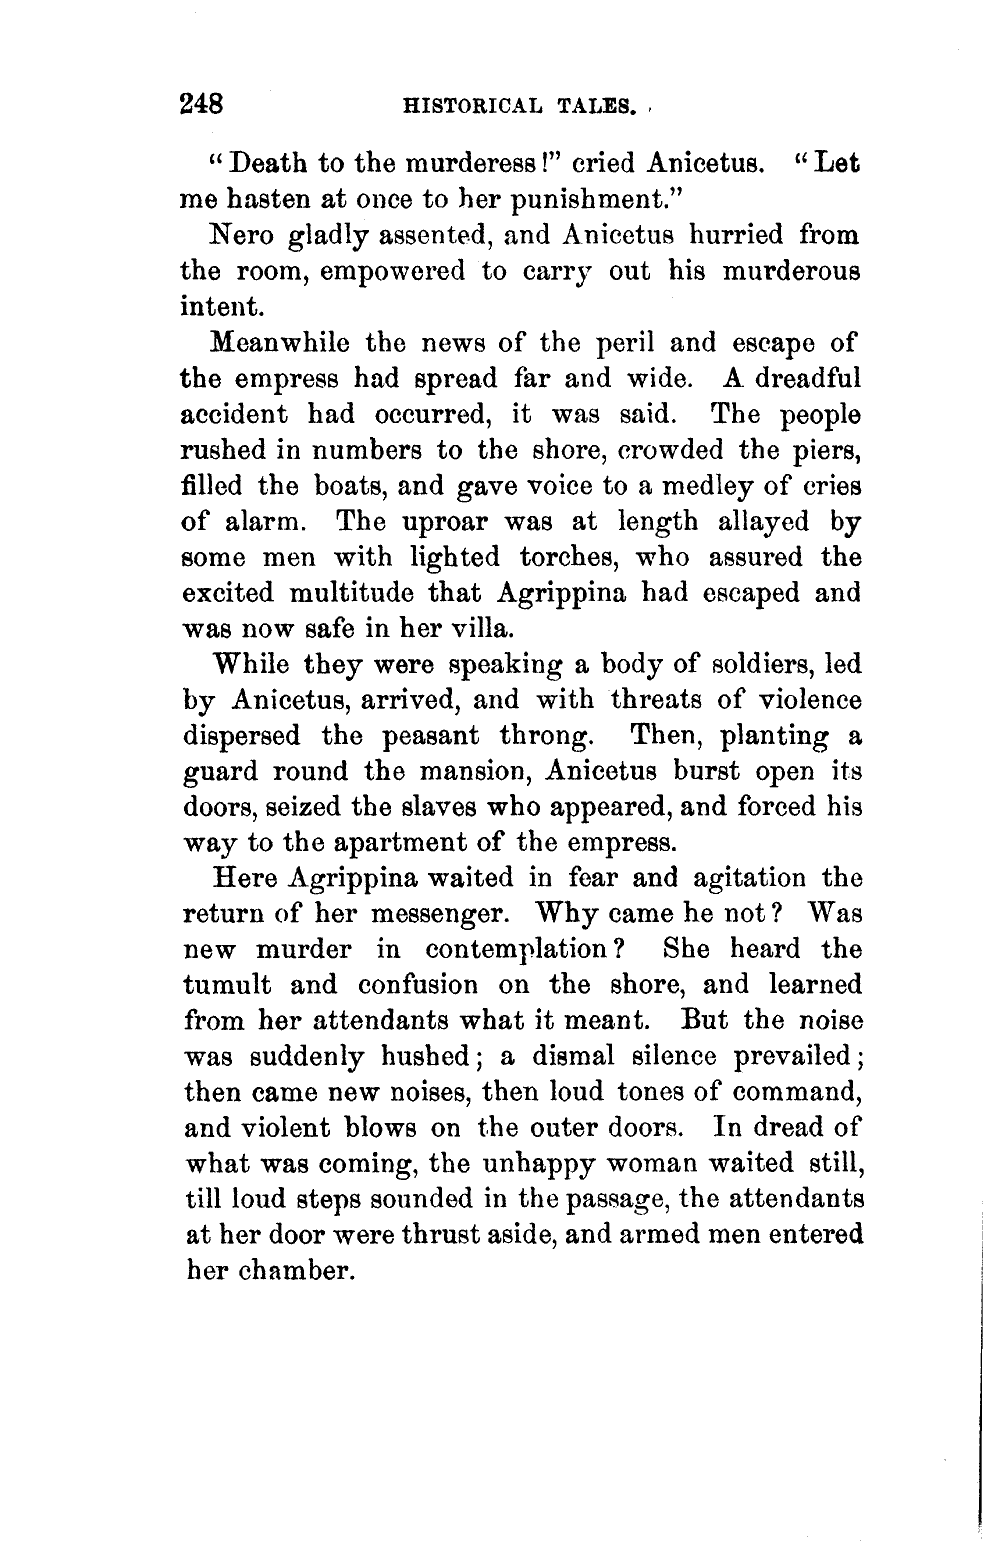 248 HISTORICAL TALES.
“Death to the murderess!” cried Anicetus. “Let
me hasten at once to her punishment.”
Nero gladly assented, and Anicetus hurried from
the room, empowered to carry out his murderous
intent.
Meanwhile the news of the peril and escape of
the empress had spread far and wide. A dreadful
accident had occurred, it was said. The people
rushed in numbers to the shore, crowded the piers,
filled the boats, and gave voice to a medley of cries
of alarm. The uproar was at length allayed by
some men with lighted torches, who assured the
excited multitude that Agrippina had escaped and
was now safe in her villa.
While they were speaking a body of soldiers, led
by Anicetus, arrived, and with threats of violence
dispersed the peasant throng. Then, planting a
guard round the mansion, Anicetus burst open its
doors, seized the slaves who appeared, and forced his
way to the apartment of the empress.
Here Agrippina waited in fear and agitation the
return of her messenger. Why came he not? Was
new murder in contemplation? She heard the
tumult and confusion on the shore, and learned
from her attendants what it meant. But the noise
was suddenly hushed; a dismal silence prevailed;
then came new noises, then loud tones of command,
and violent blows on the outer doors. In dread of
what was coming, the unhappy woman waited still,
till loud steps sounded in the passage, the attendants
at her door were thrust aside, and armed men entered
her chamber.